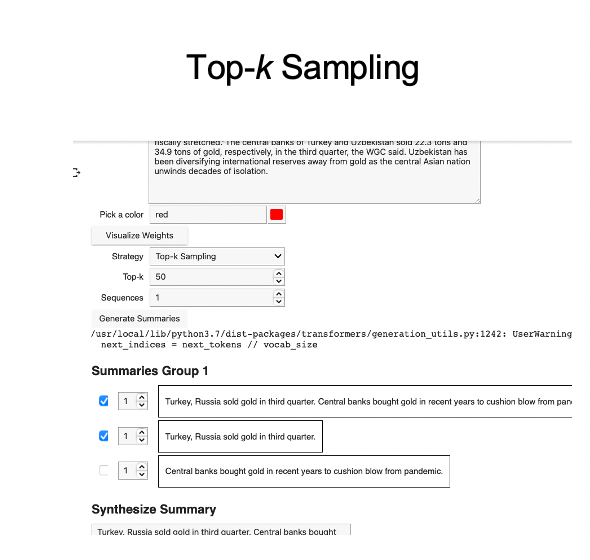 Top-k Sampling
fiscally stretched. The central banks of Turkey and Uzbekistan sold 22.3 tons and
34.9 tons of gold, respectively, in the third quarter, the WGC said. Uzbekistan has
been diversifying international reserves away from gold as the central Asian nation
unwinds decades of isolation.
Pick a color red
Visualize Weights
Strategy Top-k Sampling
Top-k 50
Sequences 1
Generate Summaries
/usr/local/lib/python3.7/dist-packages/transformers/generation_utils.py:1242: UserWarning
next_indices = next_tokens // vocab_size
Summaries Group 1
1 Turkey, Russia sold gold in third quarter. Central banks bought gold in recent years to cushion blow from pan
1 Turkey, Russia sold gold in third quarter.
1 Central banks bought gold in recent years to cushion blow from pandemic.
Synthesize Summary
Turkey, Russia sold gold in third quarter. Central banks bought